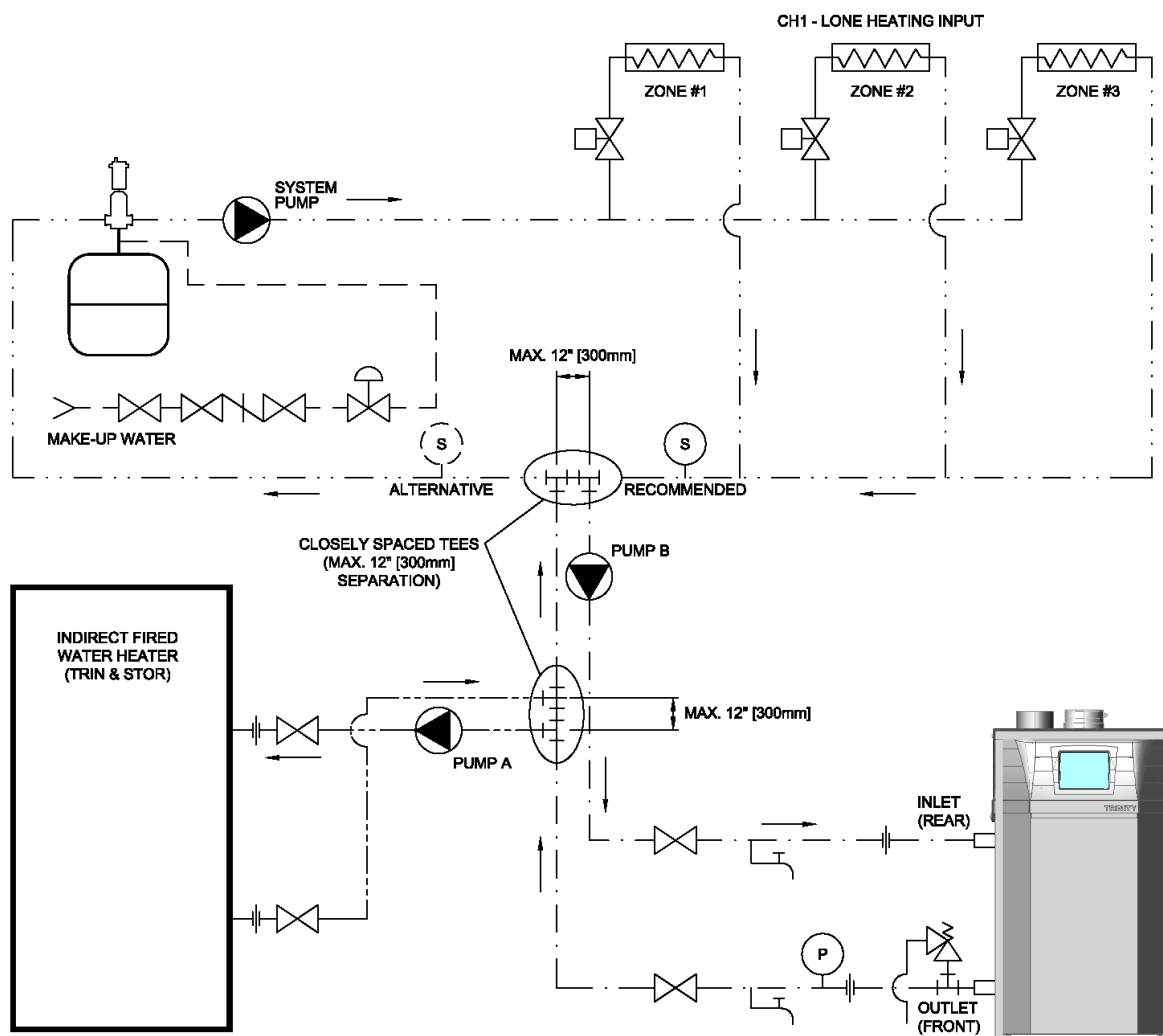 CH1 - LONE HEATING INPUT
ZONE #1
ZONE #2
ZONE #3
SYSTEM
PUMP
MAX. 12" [300mm]
MAKE-UP WATER
S
S
ALTERNATIVE
RECOMMENDED
CLOSELY SPACED TEES
(MAX. 12" [300mm]
SEPARATION)
PUMP B
INDIRECT FIRED
WATER HEATER
(TRIN & STOR)
MAX. 12" [300mm]
PUMP A
INLET
(REAR)
TRINITY
P
OUTLET
(FRONT)